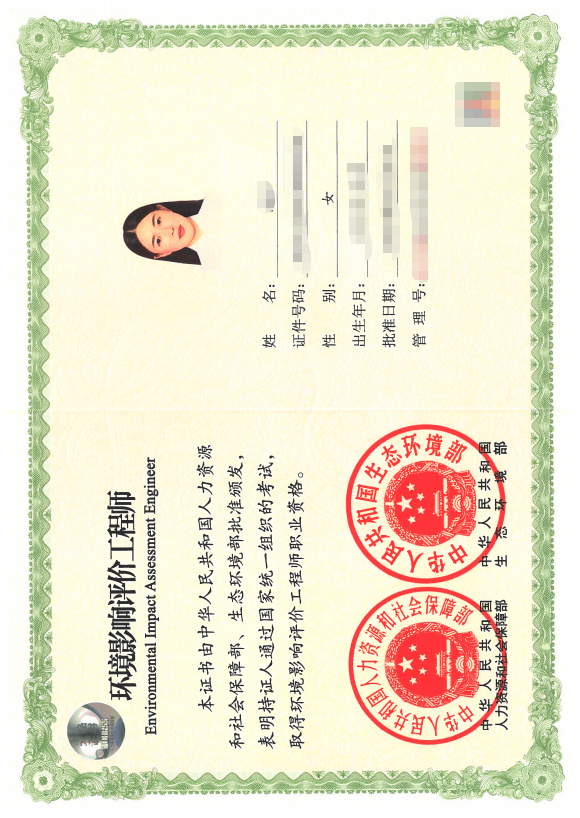 环境影响评价工程师
Environmental Impact Assessment Engineer
本证书由中华人民共和国人力资源
和社会保障部、生态环境部批准颁发，
表明持证人通过国家统一组织的考试，
取得环境影响评价工程师职业资格。
中华人民共和国人力资源和社会保障部
中华人民共和国生态环境部
中华人民共和国
人力资源和社会保障部
中华人民共和国
生态环境部
姓名：
证件号码：
性别：女
出生年月：
批准日期：
管理号：